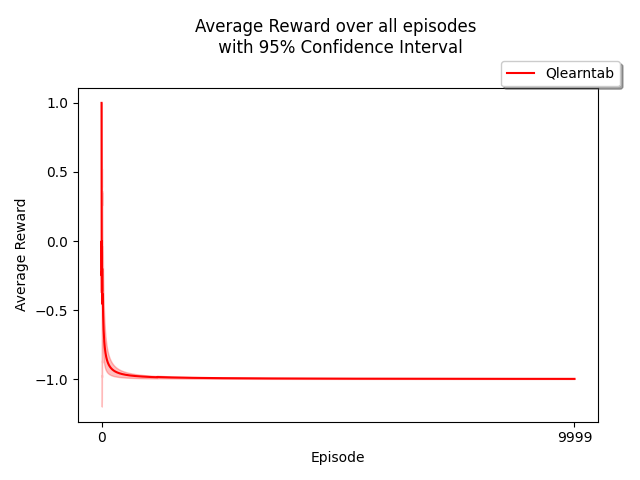 Average Reward over all episodes
with 95% Confidence Interval
Qlearntab
1.0
0.5
0.0
−0.5
−1.0
Average Reward
0
9999
Episode